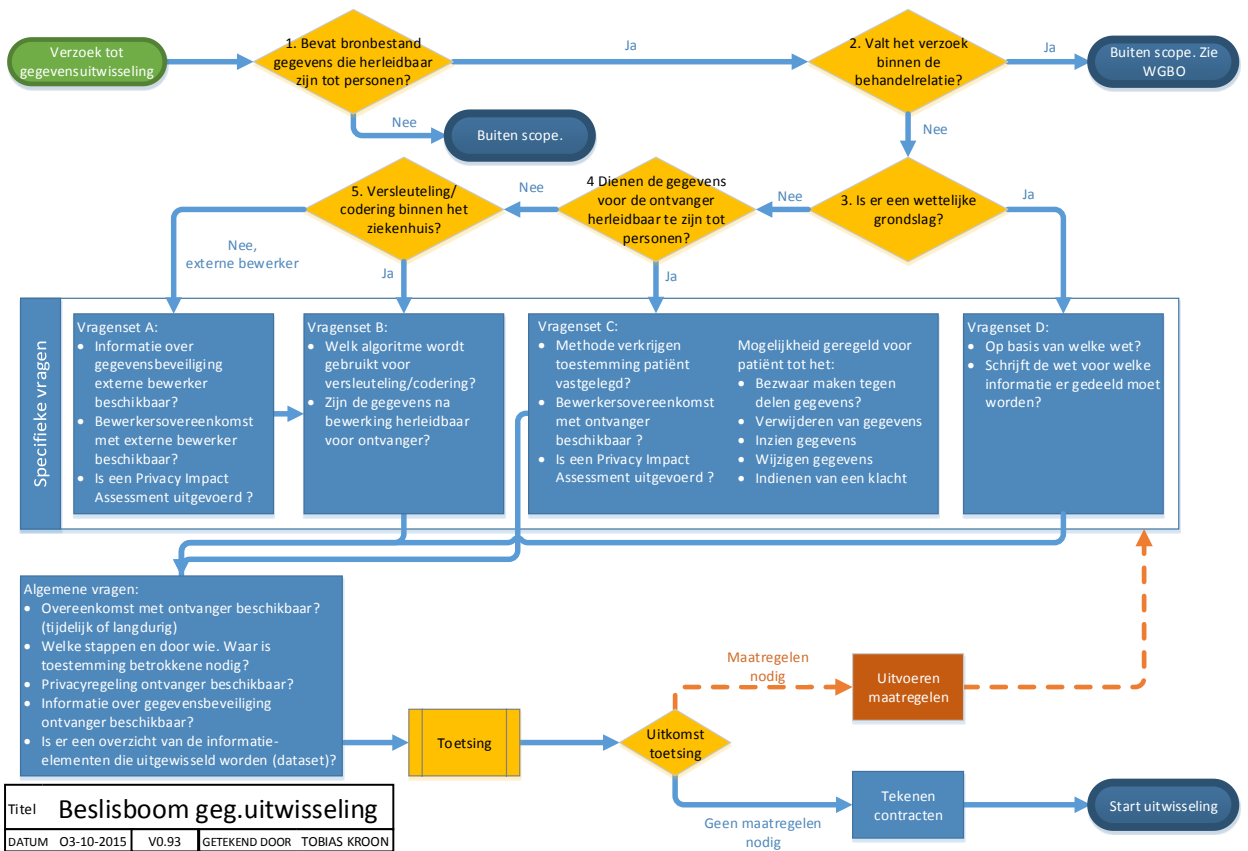 Verzoek tot
gegevensuitwisseling
1. Bevat bronbestand
gegevens die herleidbaar
zijn tot personen?
Ja
2. Valt het verzoek
binnen de
behandelrelatie?
Ja
Buiten scope. Zie
WGBO
Nee
Buiten scope.
Nee
5. Versleuteling/
codering binnen het
ziekenhuis?
Nee
4 Dienen de gegevens
voor de ontvanger
herleidbaar te zijn tot
personen?
Nee
3. Is er een wettelijke
grondslag?
Ja
Nee,
externe bewerker
Ja
Ja
Specifieke vragen
Vragenset A:
• Informatie over
gegevensbeveiliging
externe bewerker
beschikbaar?
• Bewerkersovereenkomst
met externe bewerker
beschikbaar?
• Is een Privacy Impact
Assessment uitgevoerd ?
Vragenset B:
• Welk algoritme wordt
gebruikt voor
versleuteling/codering?
• Zijn de gegevens na
bewerking herleidbaar
voor ontvanger?
Vragenset C:
• Methode verkrijgen
toestemming patiënt
vastgelegd?
• Bewerkersovereenkomst
met ontvanger
beschikbaar ?
• Is een Privacy Impact
Assessment uitgevoerd ?
Mogelijkheid geregeld voor
patiënt tot het:
• Bezwaar maken tegen
delen gegevens?
• Verwijderen van gegevens
• Inzien gegevens
• Wijzigen gegevens
• Indienen van een klacht
Vragenset D:
• Op basis van welke wet?
• Schrijft de wet voor welke
informatie er gedeeld moet
worden?
Algemene vragen:
• Overeenkomst met ontvanger beschikbaar?
(tijdelijk of langdurig)
• Welke stappen en door wie. Waar is
toestemming betrokkene nodig?
• Privacyregeling ontvanger beschikbaar?
• Informatie over gegevensbeveiliging
ontvanger beschikbaar?
• Is er een overzicht van de informatie-
elementen die uitgewisseld worden (dataset)?
Toetsing
Uitkomst
toetsing
Maatregelen
nodig
Uitvoeren
maatregelen
Geen maatregelen
nodig
Tekenen
contracten
Start uitwisseling
Titel Beslisboom geg.uitwisseling
DATUM O3-10-2015 V0.93 GETEKEND DOOR TOBIAS KROON